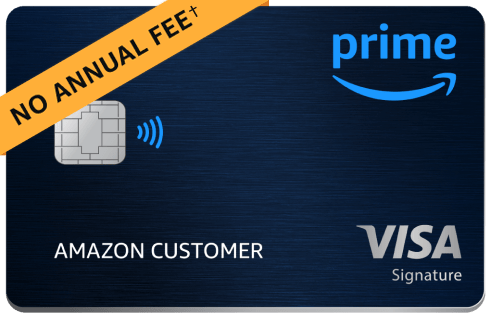 NO ANNUAL FEE†
prime
AMAZON CUSTOMER
VISA
Signature